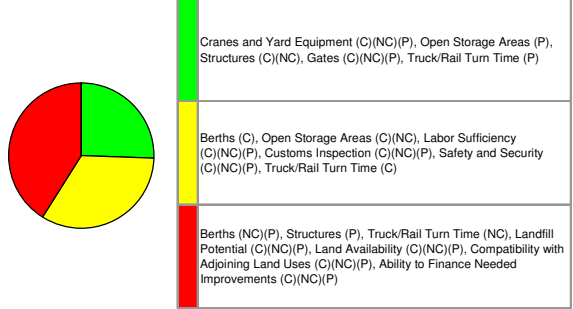 Cranes and Yard Equipment (C)(NC)(P), Open Storage Areas (P),
Structures (C)(NC), Gates (C)(NC)(P), Truck/Rail Turn Time (P)
Berths (C), Open Storage Areas (C)(NC), Labor Sufficiency
(C)(NC)(P), Customs Inspection (C)(NC)(P), Safety and Security
(C)(NC)(P), Truck/Rail Turn Time (C)
Berths (NC)(P), Structures (P), Truck/Rail Turn Time (NC), Landfill
Potential (C)(NC)(P), Land Availability (C)(NC)(P), Compatibility with
Adjoining Land Uses (C)(NC)(P), Ability to Finance Needed
Improvements (C)(NC)(P)